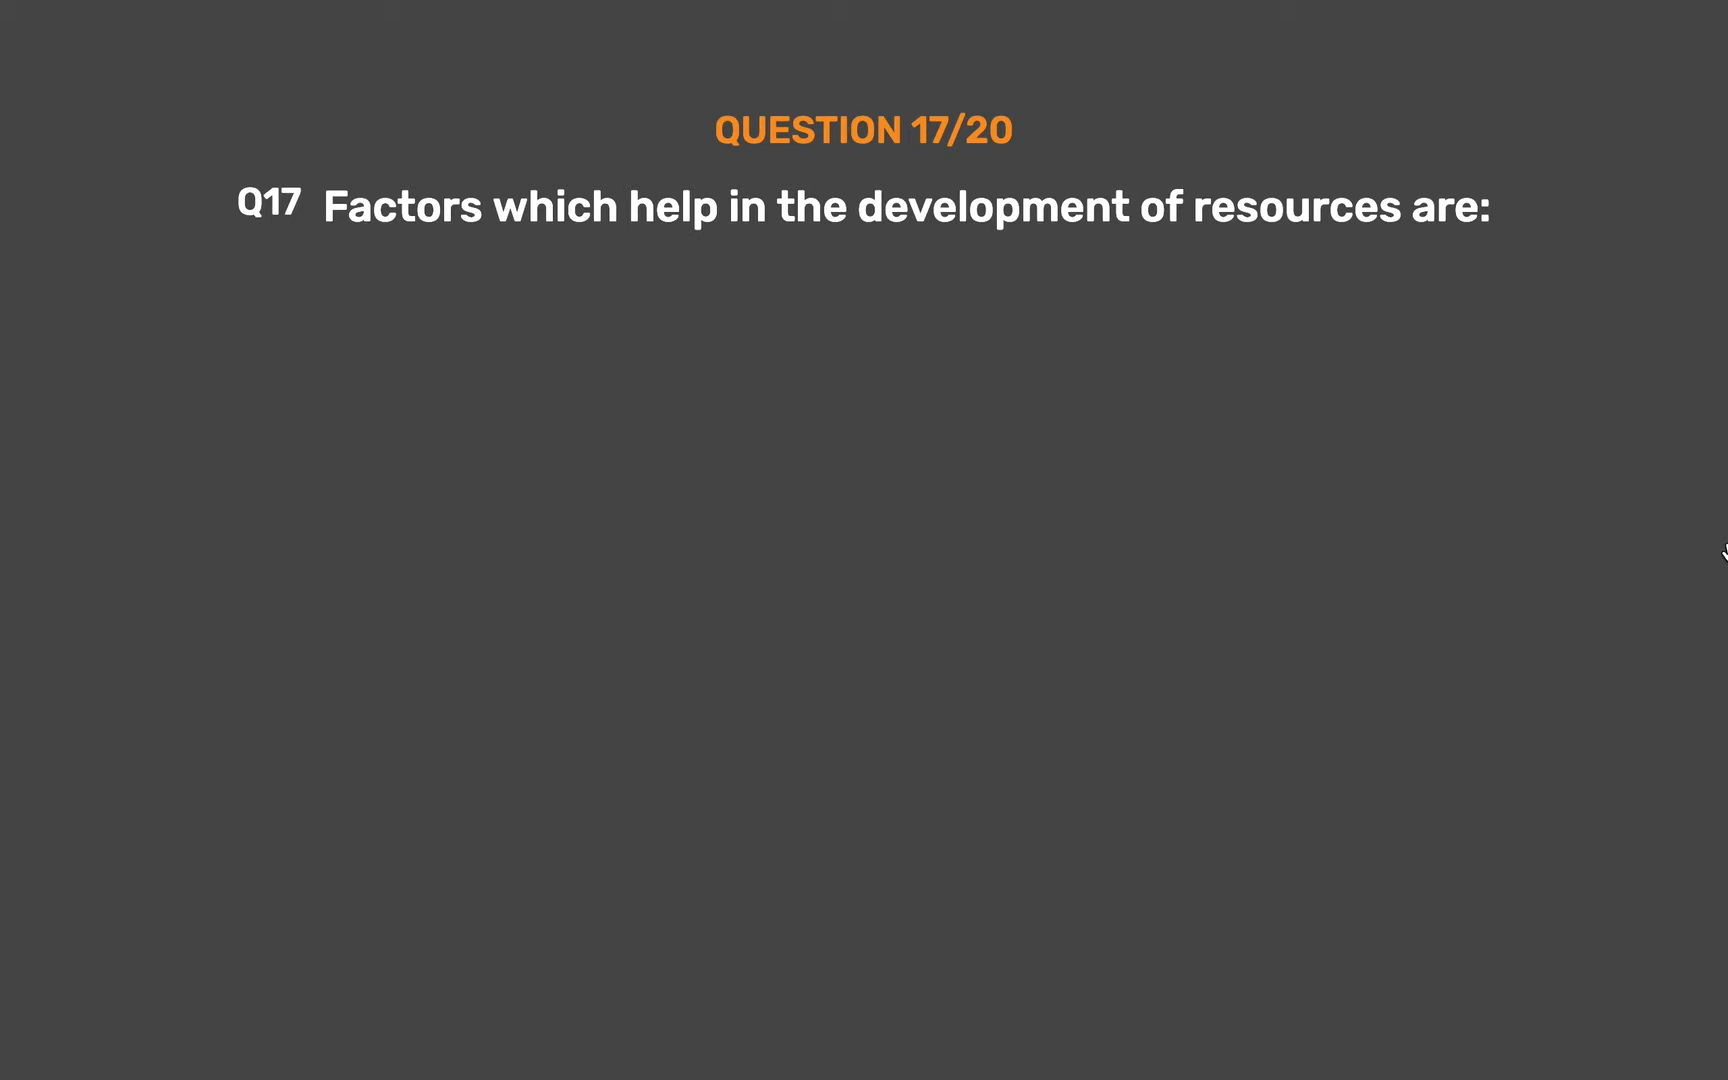 QUESTION 17/20
Q17 Factors which help in the development of resources are: